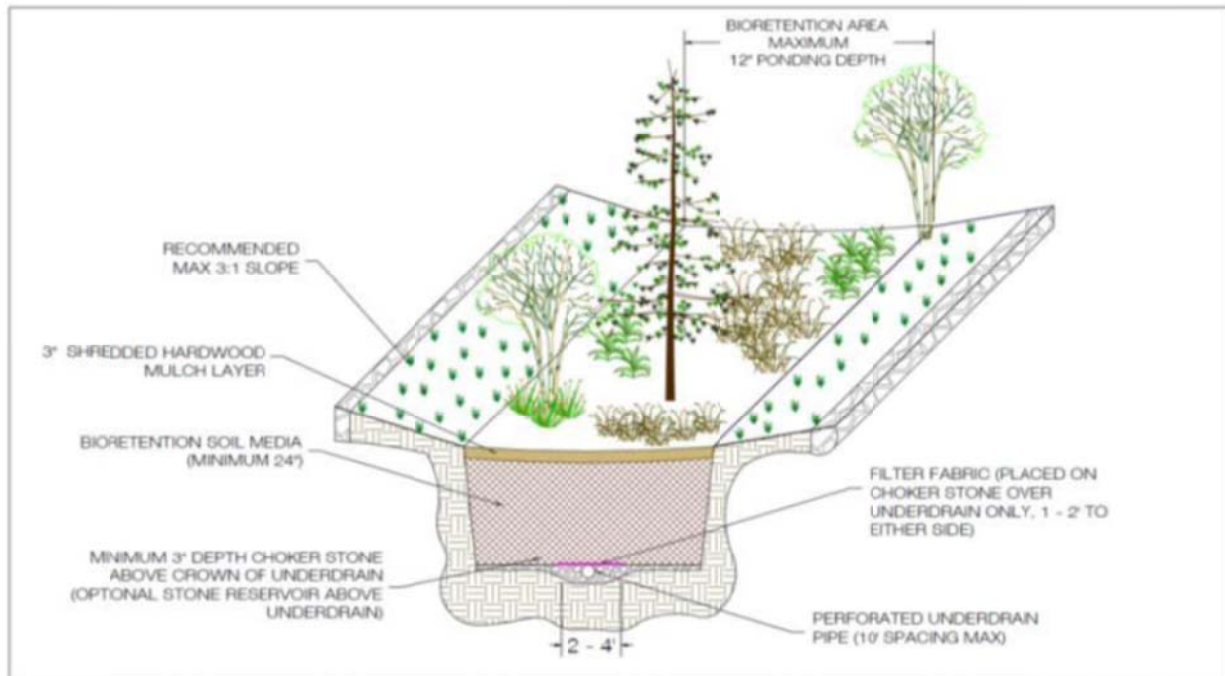 BIORETENTION AREA
MAXIMUM
12" PONDING DEPTH
RECOMMENDED
MAX 3:1 SLOPE
3" SHREDDED HARDWOOD
MULCH LAYER
BIORETENTION SOIL MEDIA
(MINIMUM 24")
FILTER FABRIC (PLACED ON
CHOKER STONE OVER
UNDERDRAIN ONLY, 1 - 2' TO
EITHER SIDE)
MINIMUM 3" DEPTH CHOKER STONE
ABOVE CROWN OF UNDERDRAIN
(OPTIONAL STONE RESERVOIR ABOVE
UNDERDRAIN)
PERFORATED UNDERDRAIN
PIPE (10' SPACING MAX)
2 - 4'